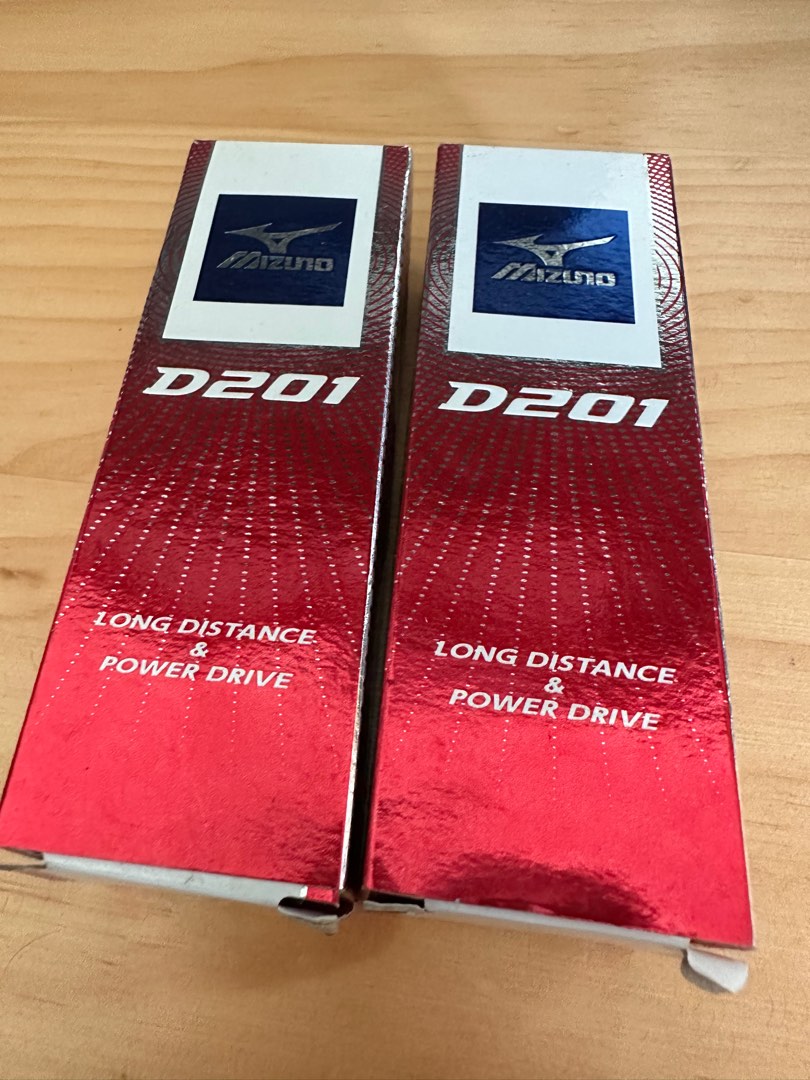 MIZUNO
D201
LONG DISTANCE
&
POWER DRIVE
MIZUNO
D201
LONG DISTANCE
&
POWER DRIVE